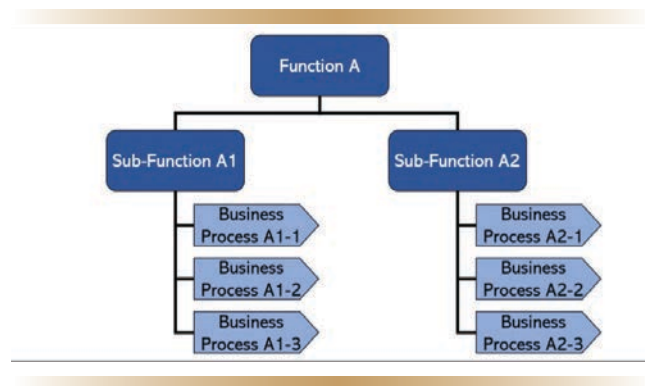 Function A
Sub-Function A1
Sub-Function A2
Business
Process A1-1
Business
Process A1-2
Business
Process A1-3
Business
Process A2-1
Business
Process A2-2
Business
Process A2-3